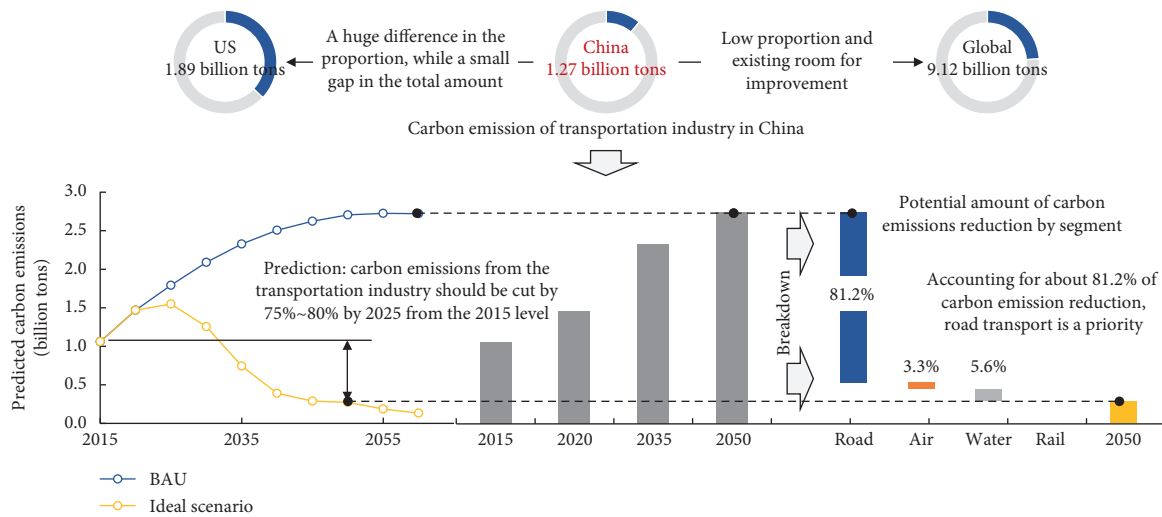 US
1.89 billion tons
A huge difference in the
proportion, while a small
gap in the total amount
China
1.27 billion tons
Low proportion and
existing room for
improvement
Global
9.12 billion tons
Carbon emission of transportation industry in China
Predicted carbon emissions
(billion tons)
3.0
2.5
2.0
1.5
1.0
0.5
0.0
2015
2035
2055
Prediction: carbon emissions from the
transportation industry should be cut by
75%~80% by 2025 from the 2015 level
BAU
Ideal scenario
2015
2020
2035
2050
Breakdown
Potential amount of carbon
emissions reduction by segment
Accounting for about 81.2% of
carbon emission reduction,
road transport is a priority
81.2%
3.3%
5.6%
Road
Air
Water
Rail
2050